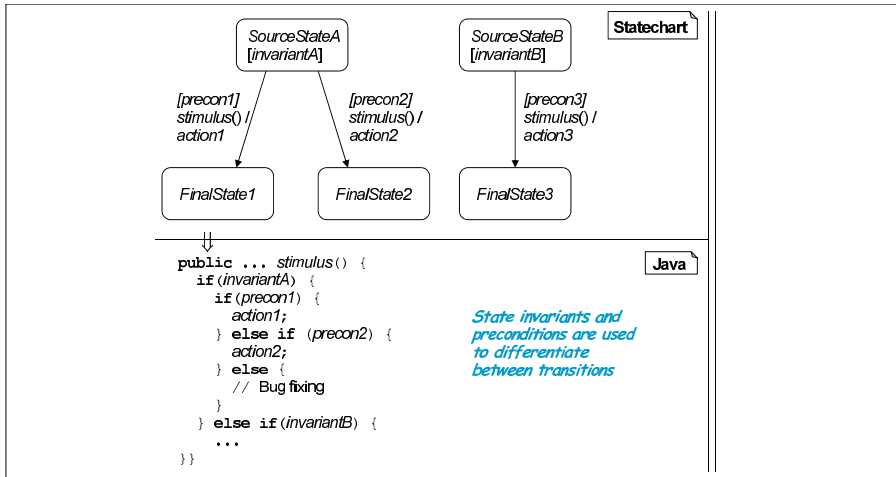 Statechart
SourceStateA
[invariantA]
SourceStateB
[invariantB]
[precon1]
stimulus() /
action1
[precon2]
stimulus() /
action2
[precon3]
stimulus() /
action3
FinalState1
FinalState2
FinalState3
Java
public ... stimulus() {
if(invariantA) {
if(precon1) {
action1;
} else if (precon2) {
action2;
} else {
// Bug fixing
}
} else if(invariantB) {
...
}}
State invariants and
preconditions are used
to differentiate
between transitions